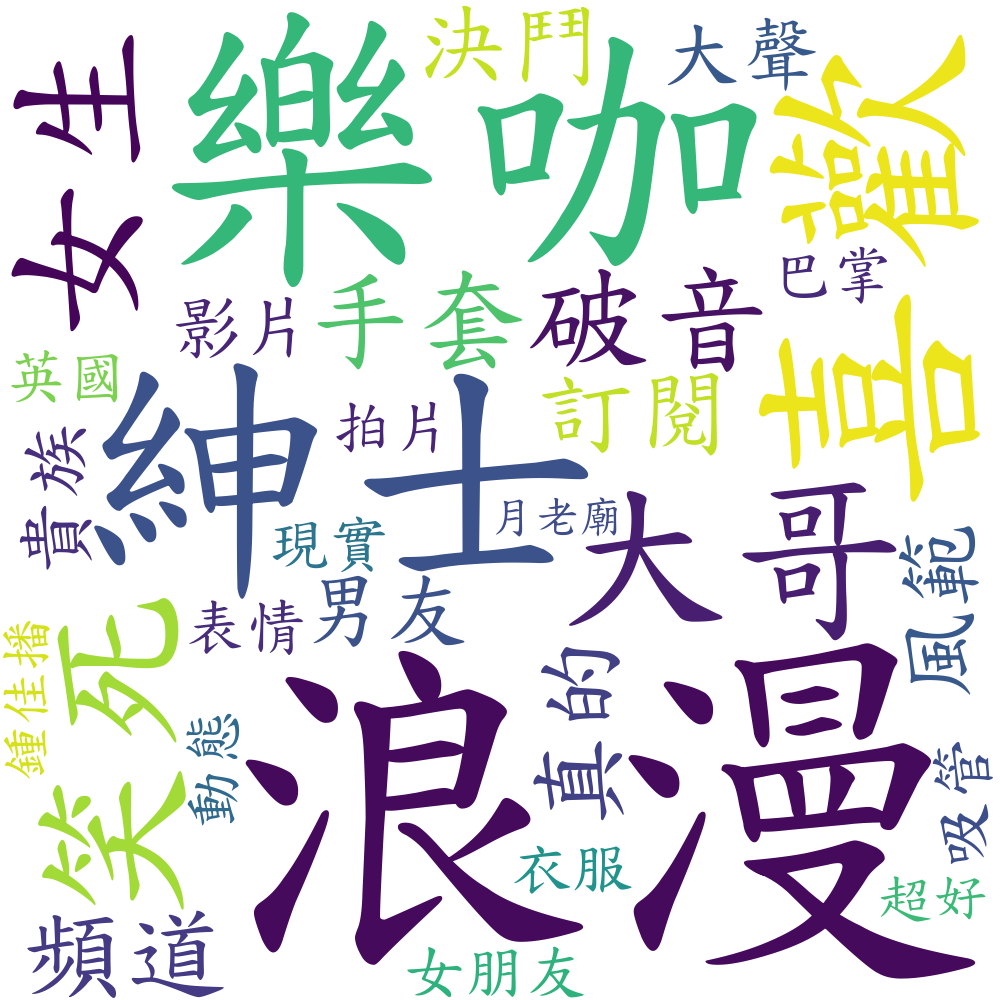 決鬥
大聲
樂咖
女生
喜歡
巴掌
影片
手套
破音
英國
紳士
拍片
訂閱
貴族
現實
月老廟
大哥
風範
男友
表情
笑死
鍾佳播
動態
浪漫
真的
吸管
衣服
超好
頻道
女朋友